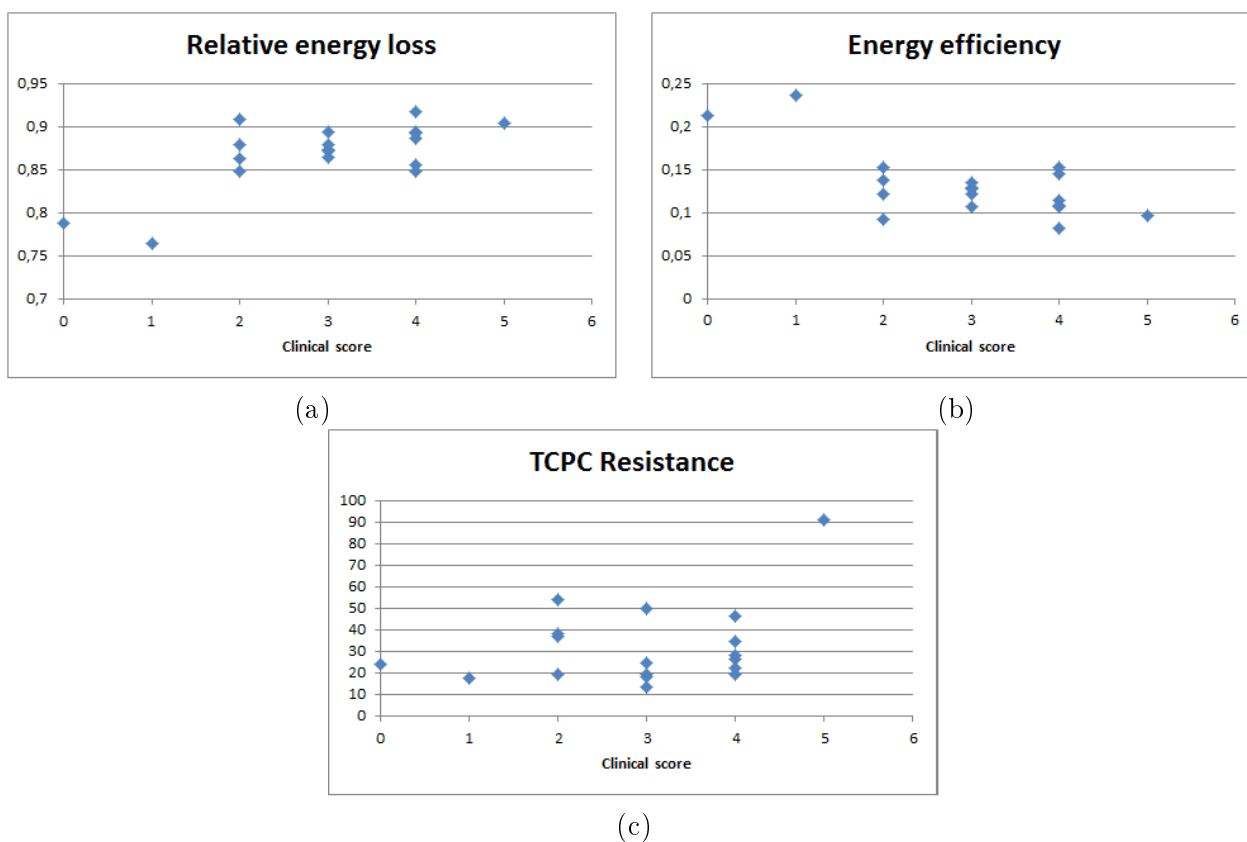 Relative energy loss
0,95
0,9
0,85
0,8
0,75
0,7
0 1 2 3 4 5 6
Clinical score
(a)
Energy efficiency
0,25
0,2
0,15
0,1
0,05
0
0 1 2 3 4 5 6
Clinical score
(b)
TCPC Resistance
100
90
80
70
60
50
40
30
20
10
0
0 1 2 3 4 5 6
Clinical score
(c)